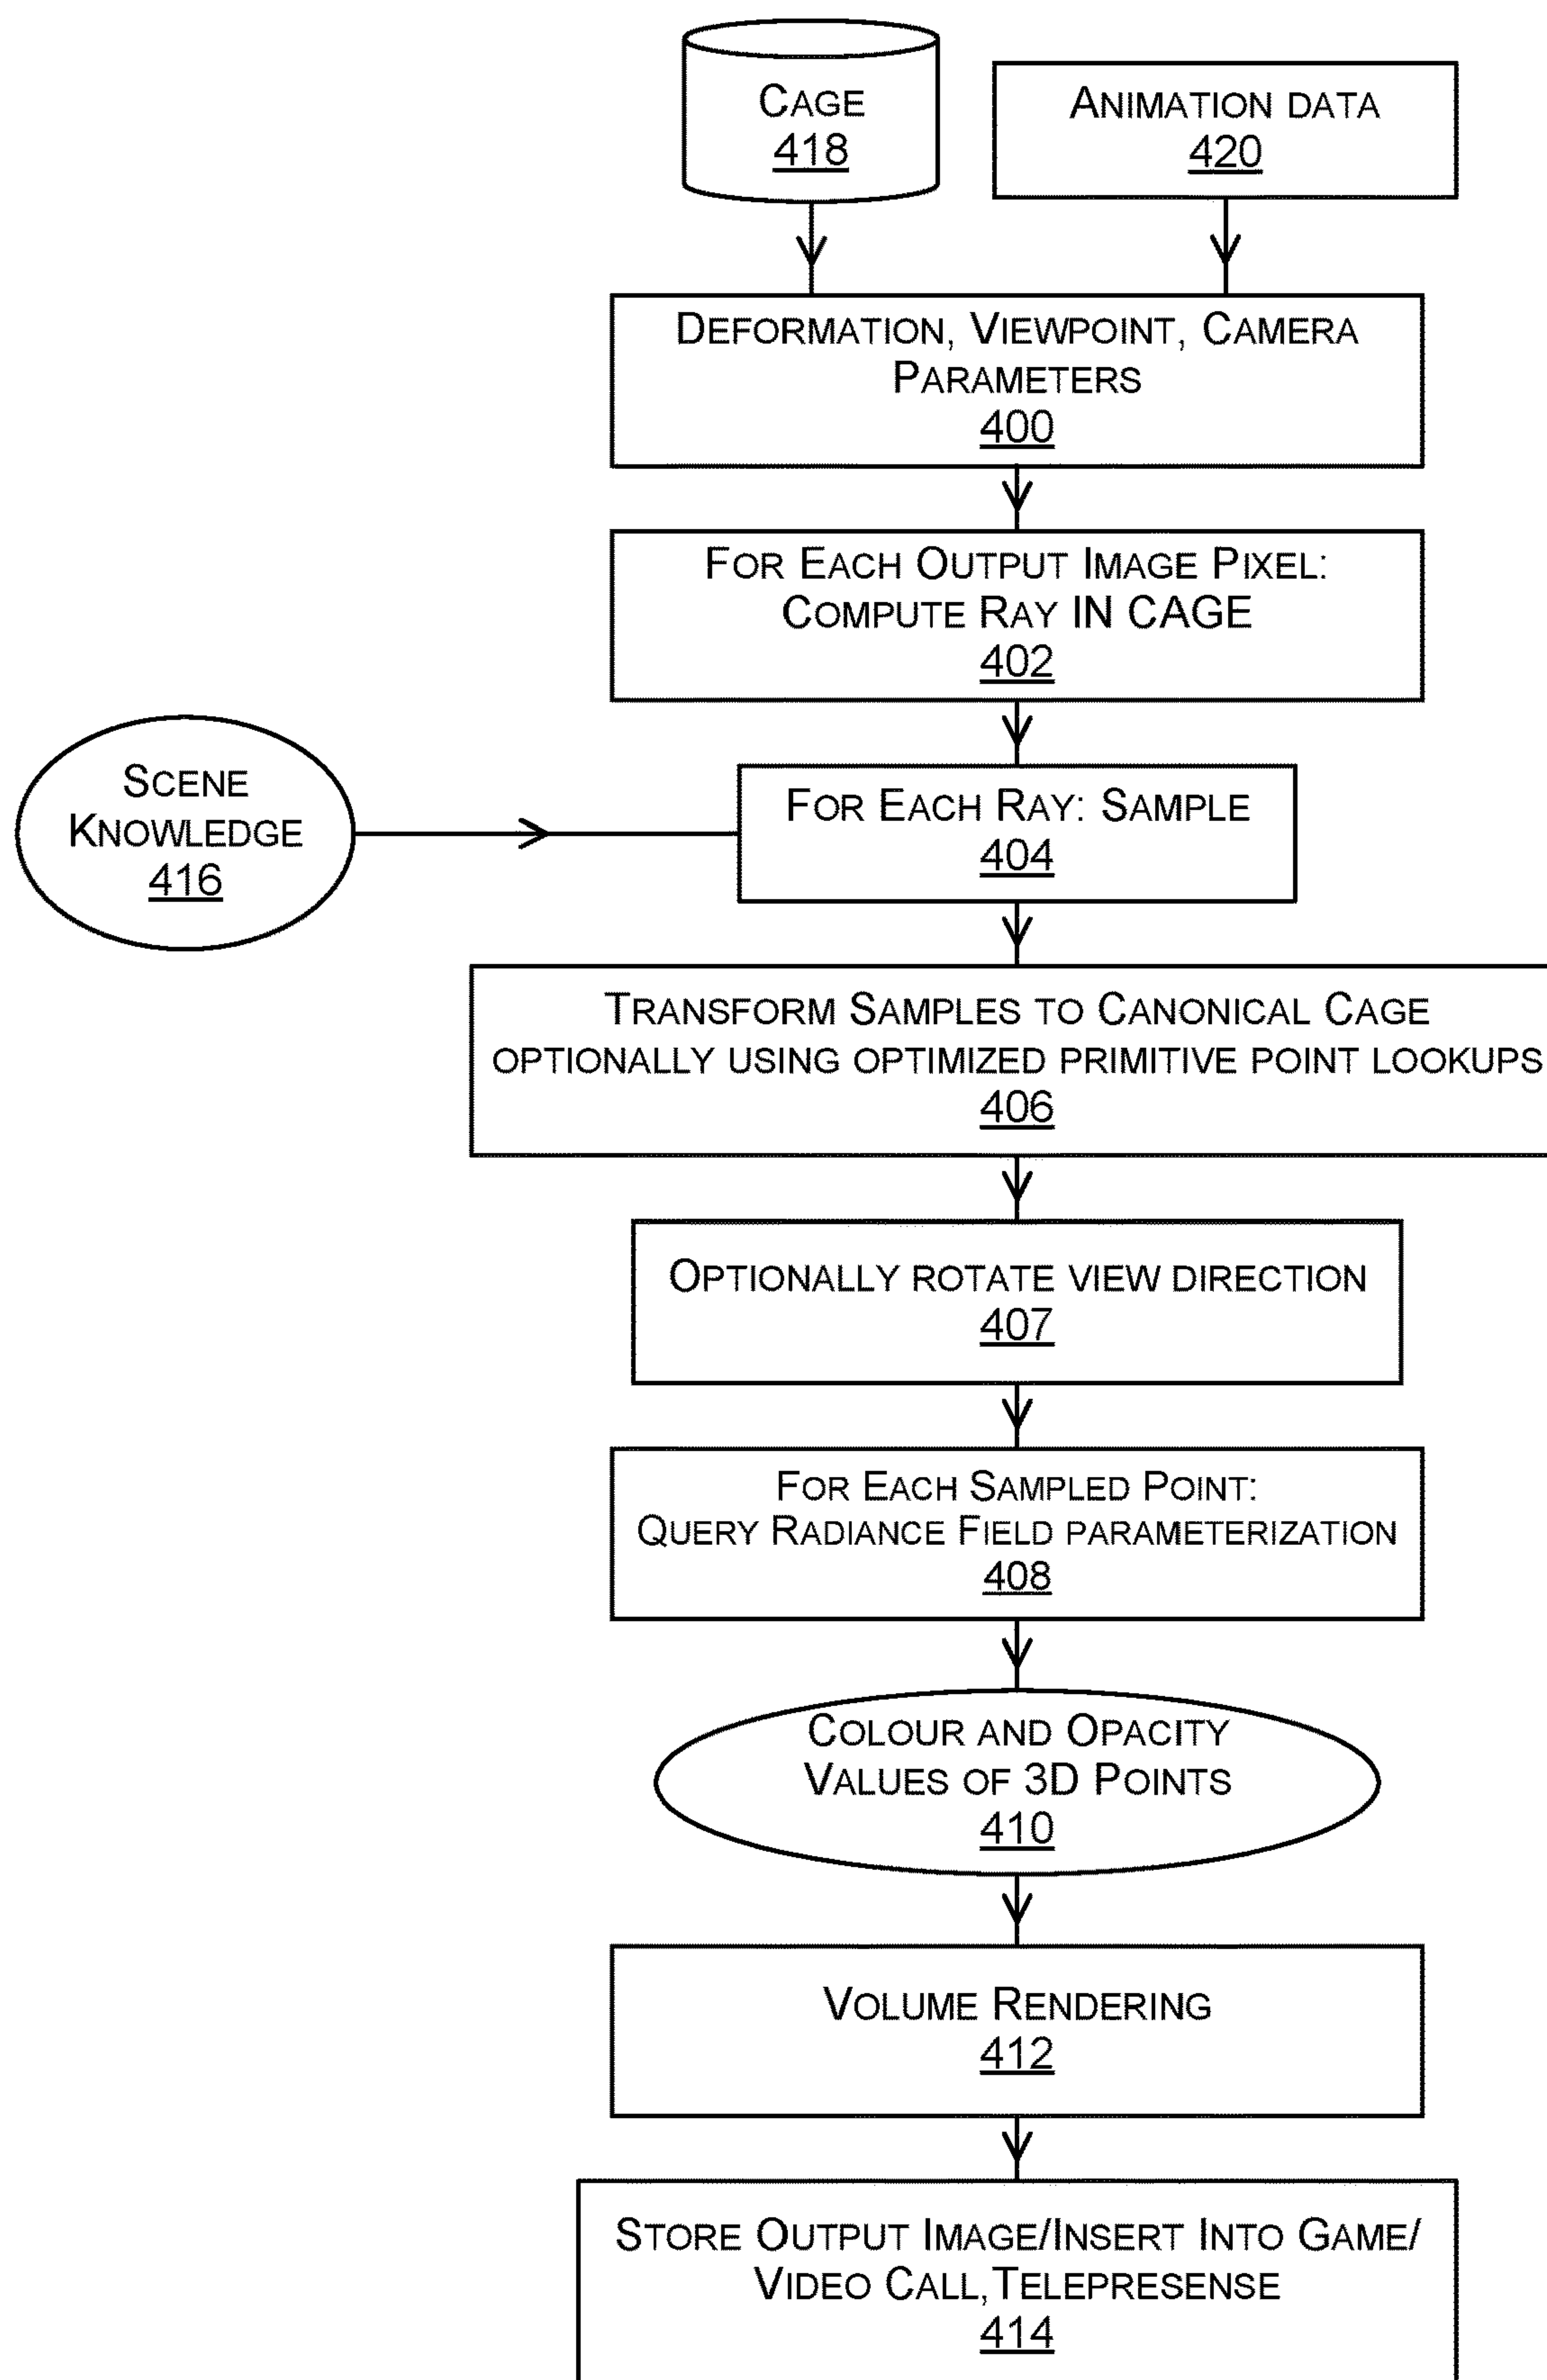 CAGE
418
ANIMATION DATA
420
DEFORMATION, VIEWPOINT, CAMERA
PARAMETERS
400
FOR EACH OUTPUT IMAGE PIXEL:
COMPUTE RAY IN CAGE
402
SCENE
KNOWLEDGE
416
FOR EACH RAY: SAMPLE
404
TRANSFORM SAMPLES TO CANONICAL CAGE
OPTIONALLY USING OPTIMIZED PRIMITIVE POINT LOOKUPS
406
OPTIONALLY ROTATE VIEW DIRECTION
407
FOR EACH SAMPLED POINT:
QUERY RADIANCE FIELD PARAMETERIZATION
408
COLOUR AND OPACITY
VALUES OF 3D POINTS
410
VOLUME RENDERING
412
STORE OUTPUT IMAGE/INSERT INTO GAME/
VIDEO CALL,TELEPRESENSE
414